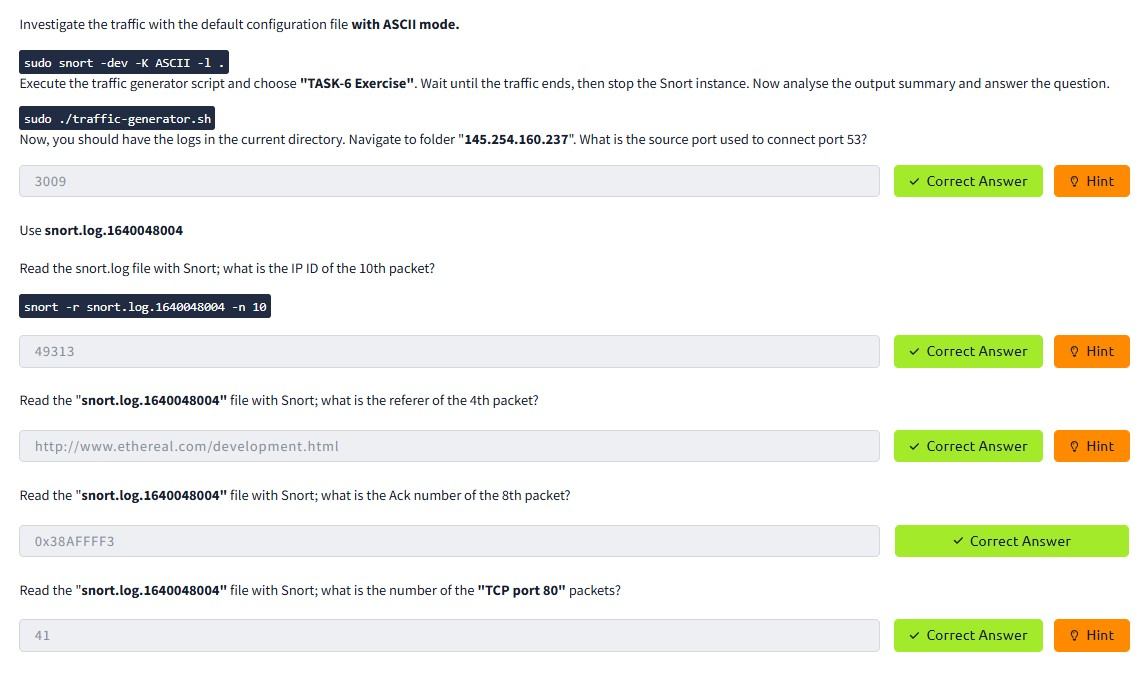 Investigate the traffic with the default configuration file with ASCII mode.
sudo snort -dev -K ASCII -l .
Execute the traffic generator script and choose "TASK-6 Exercise". Wait until the traffic ends, then stop the Snort instance. Now analyse the output summary and answer the question.
sudo ./traffic-generator.sh
Now, you should have the logs in the current directory. Navigate to folder "145.254.160.237". What is the source port used to connect port 53?
3009 Correct Answer Hint
Use snort.log.1640048004
Read the snort.log file with Snort; what is the IP ID of the 10th packet?
snort -r snort.log.1640048004 -n 10
49313 Correct Answer Hint
Read the "snort.log.1640048004" file with Snort; what is the referer of the 4th packet?
http://www.ethereal.com/development.html Correct Answer Hint
Read the "snort.log.1640048004" file with Snort; what is the Ack number of the 8th packet?
0x38AFFFF3 Correct Answer
Read the "snort.log.1640048004" file with Snort; what is the number of the "TCP port 80" packets?
41 Correct Answer Hint